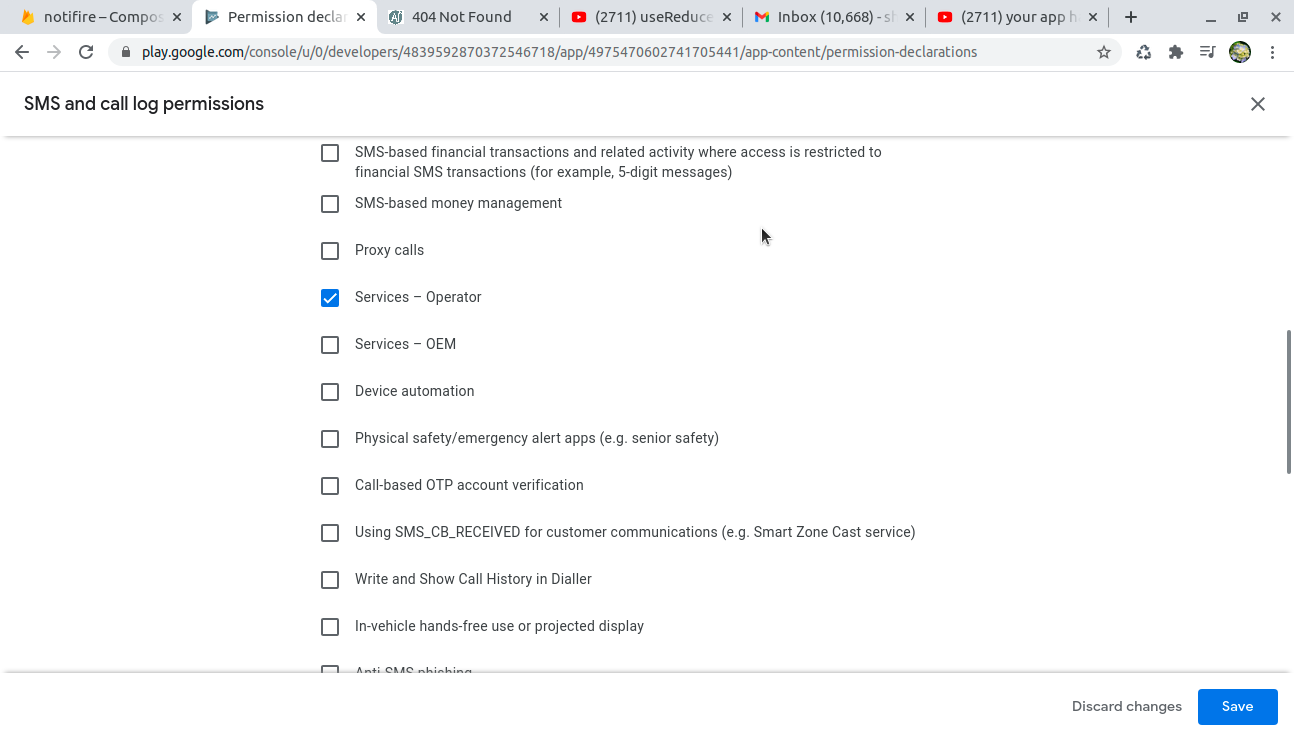 notifire – Compos
Permission declar
404 Not Found
(2711) useReduce
Inbox (10,668) - s
(2711) your app h
play.google.com/console/u/0/developers/4839592870372546718/app/4975470602741705441/app-content/permission-declarations
SMS and call log permissions
SMS-based financial transactions and related activity where access is restricted to
financial SMS transactions (for example, 5-digit messages)
SMS-based money management
Proxy calls
Services – Operator
Services – OEM
Device automation
Physical safety/emergency alert apps (e.g. senior safety)
Call-based OTP account verification
Using SMS_CB_RECEIVED for customer communications (e.g. Smart Zone Cast service)
Write and Show Call History in Dialler
In-vehicle hands-free use or projected display
Anti SMS phishing
Discard changes
Save